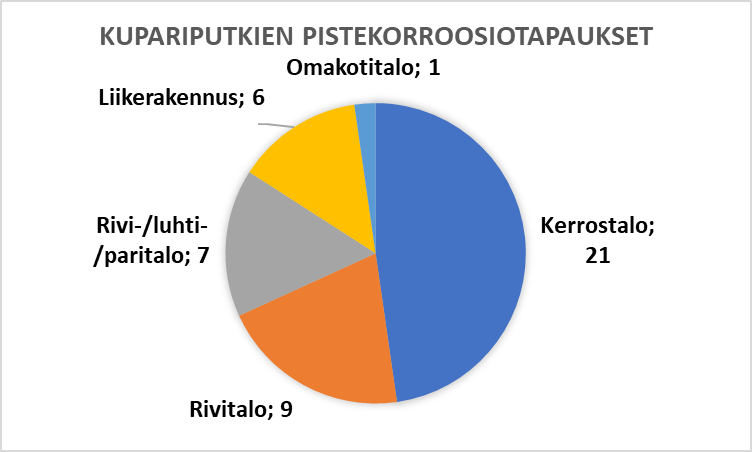 KUPARIPUTKIEN PISTEKORROOSIOTAPAUKSET
Omakotitalo; 1
Liikerakennus; 6
Rivi-/luhti-
/paritalo; 7
Kerrostalo;
21
Rivitalo; 9